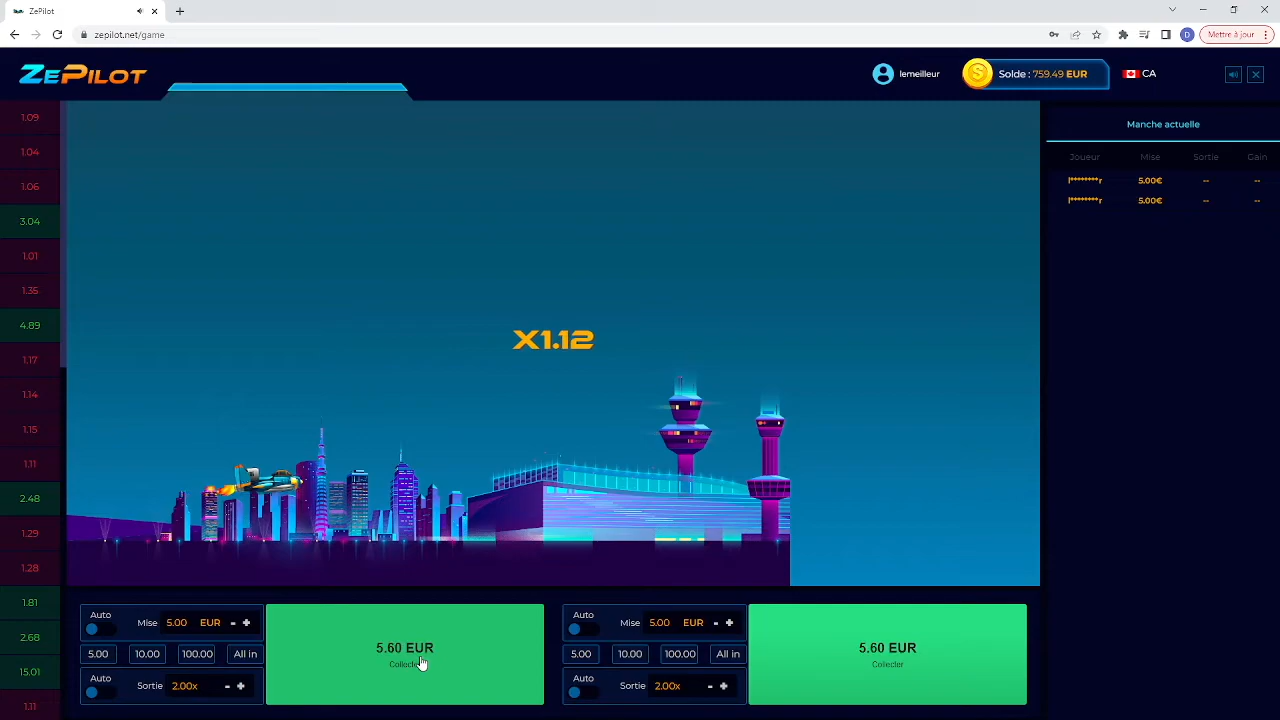 ZePilot
zepilot.net/game
Mettre à jour
ZEPILOT
lemeilleur
Solde : 759.49 EUR
CA
1.09
1.04
1.06
3.04
1.01
1.35
4.89
1.17
1.14
1.15
1.11
2.48
1.29
1.28
1.81
2.68
15.01
1.11
X1.12
Manche actuelle
Joueur Mise Sortie Gain
l********r 5.00€ -- --
l********r 5.00€ -- --
Auto Mise 5.00 EUR - +
5.00 10.00 100.00 All in
Auto Sortie 2.00x - +
5.60 EUR
Collecter
Auto Mise 5.00 EUR - +
5.00 10.00 100.00 All in
Auto Sortie 2.00x - +
5.60 EUR
Collecter